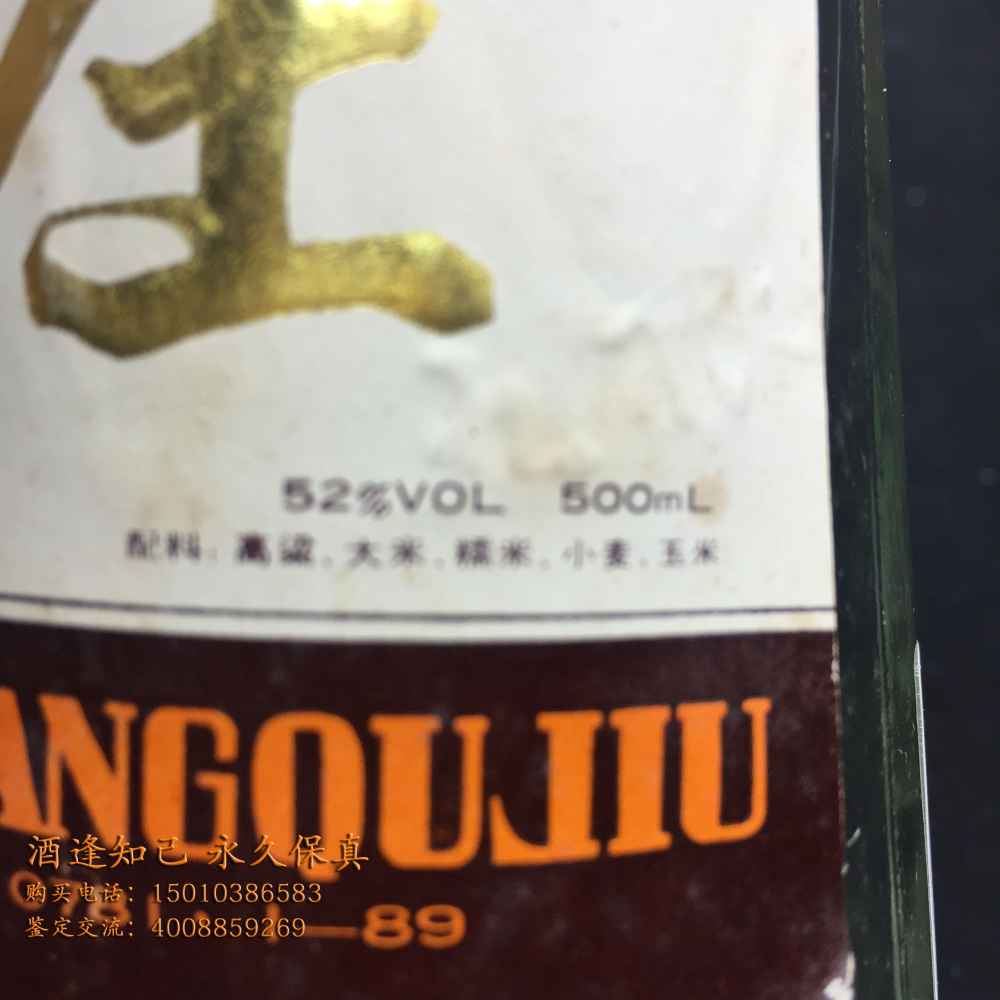 52%VOL 500mL
配料：高粱、大米、糯米、小麦、玉米
ANGQUJIU
酒逢知己 永久保真
购买电话：15010386583
鉴定交流：4008859269
—89